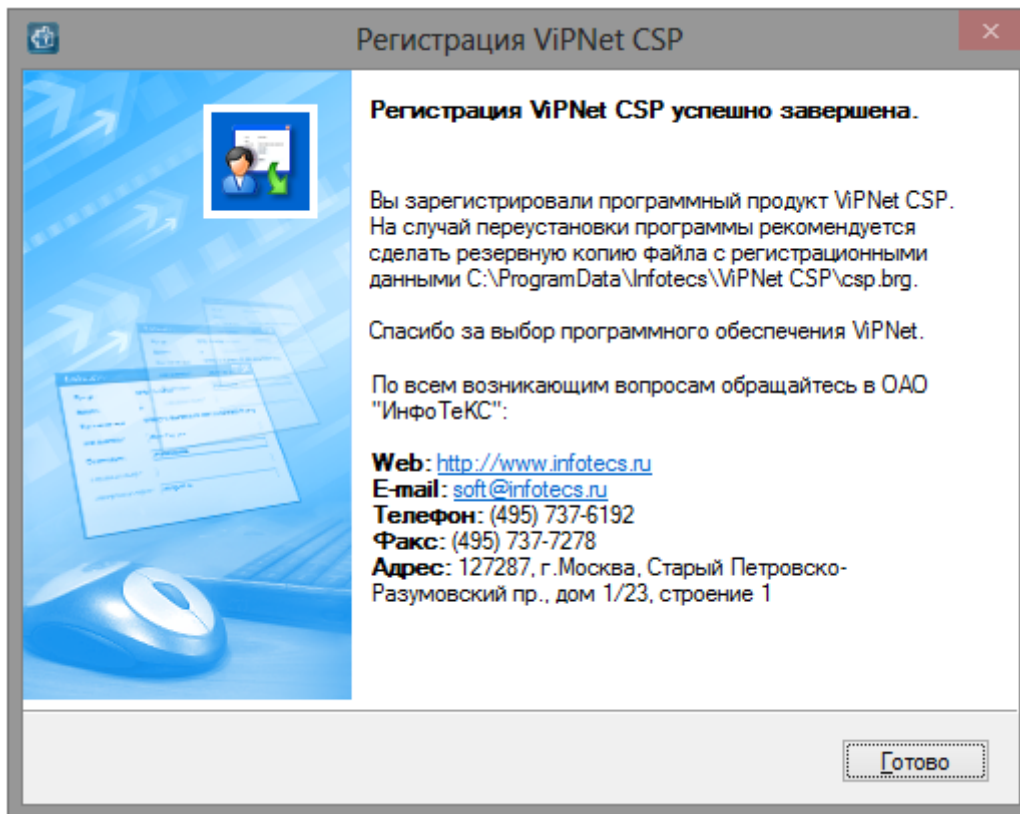 Регистрация ViPNet CSP
Регистрация ViPNet CSP успешно завершена.
Вы зарегистрировали программный продукт ViPNet CSP.
На случай переустановки программы рекомендуется
сделать резервную копию файла с регистрационными
данными C:\ProgramData\Infotecs\ViPNet CSP\csp.brg.
Спасибо за выбор программного обеспечения ViPNet.
По всем возникающим вопросам обращайтесь в ОАО
"ИнфоТеКС":
Web: http://www.infotecs.ru
E-mail: soft@infotecs.ru
Телефон: (495) 737-6192
Факс: (495) 737-7278
Адрес: 127287, г.Москва, Старый Петровско-
Разумовский пр., дом 1/23, строение 1
Готово